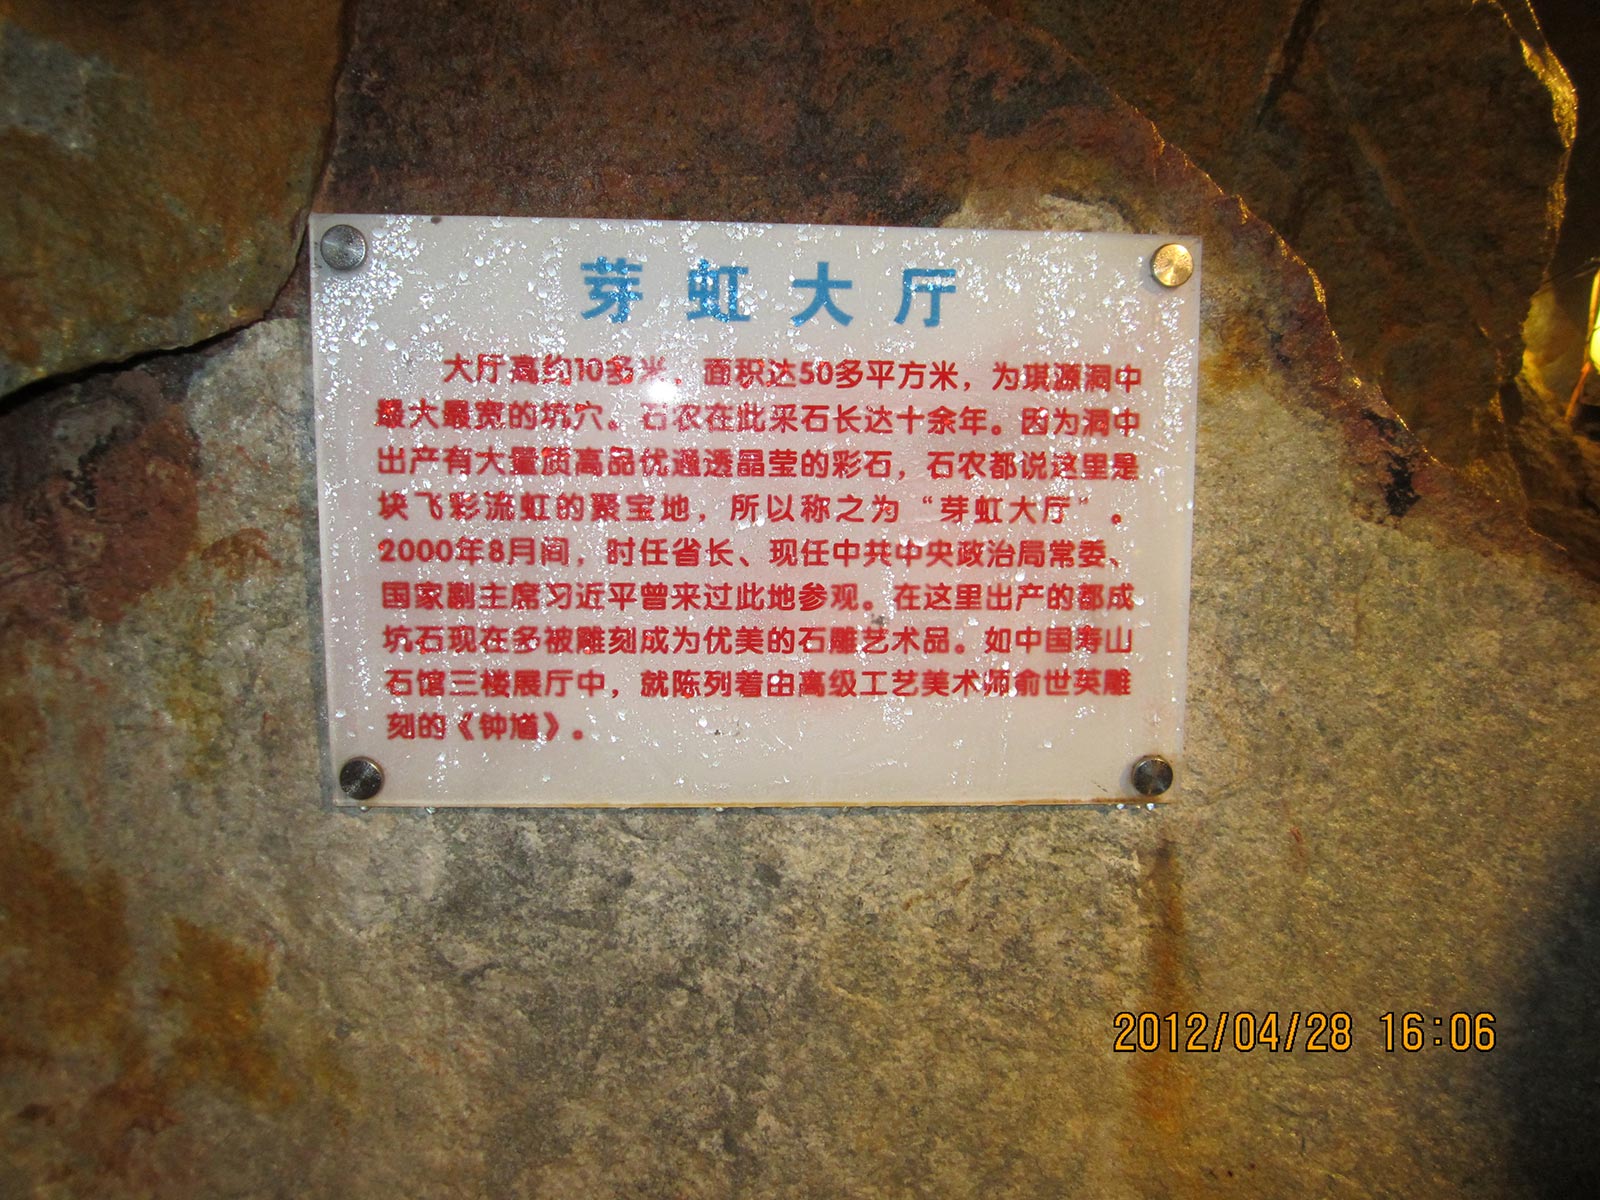 芽虹大厅
大厅高约10多米，面积达50多平方米，为琪源洞中
最大最宽的坑穴。石农在此采石长达十余年。因为洞中
出产有大量质高品优通透晶莹的彩石，石农都说这里是
块飞彩流虹的聚宝地，所以称之为“芽虹大厅”。
2000年8月间，时任省长、现任中共中央政治局常委、
国家副主席习近平曾来过此地参观。在这里出产的都成
坑石现在多被雕刻成为优美的石雕艺术品。如中国寿山
石馆三楼展厅中，就陈列着由高级工艺美术师俞世英雕
刻的《钟馗》。
2012/04/28 16:06